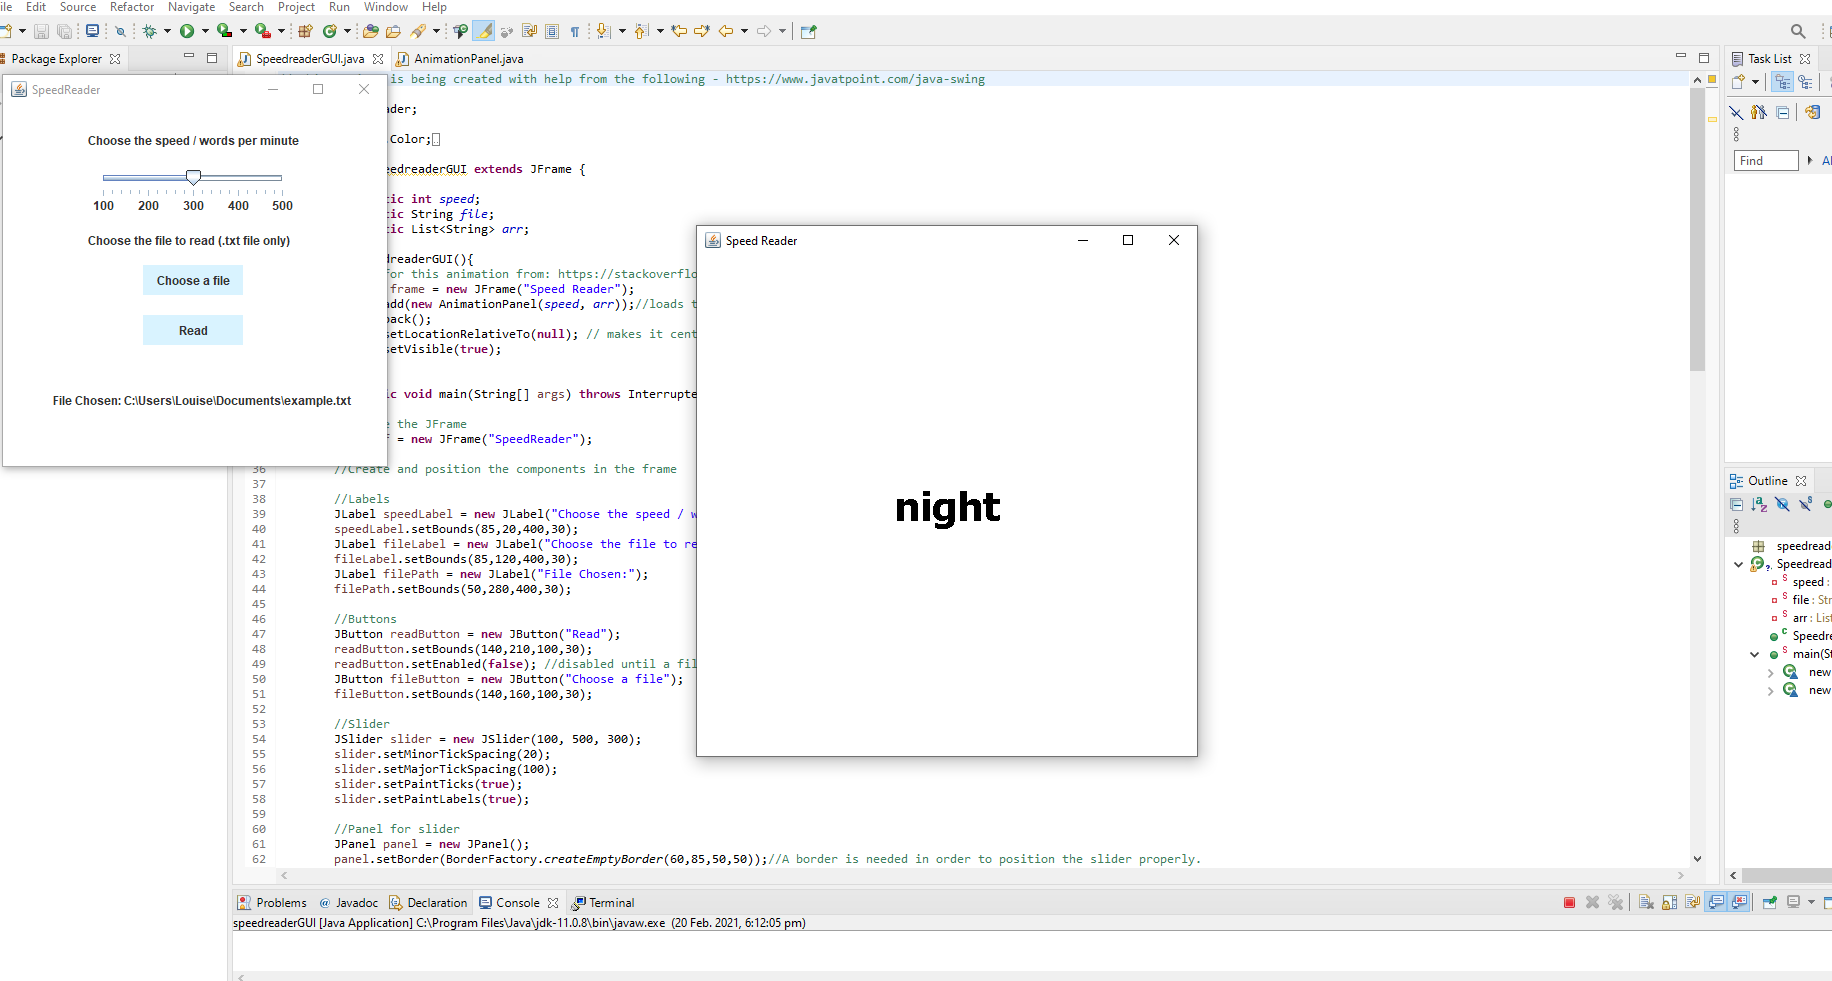 ile Edit Source Refactor Navigate Search Project Run Window Help
Package Explorer
SpeedreaderGUI.java
AnimationPanel.java
Task List
SpeedReader
Choose the speed / words per minute
100 200 300 400 500
Choose the file to read (.txt file only)
Choose a file
Read
File Chosen: C:\Users\Louise\Documents\example.txt
is being created with help from the following - https://www.javatpoint.com/java-swing
ader;
.Color;
eedreaderGUI extends JFrame {
tic int speed;
tic String file;
tic List<String> arr;
dreaderGUI(){
for this animation from: https://stackoverflo
frame = new JFrame("Speed Reader");
add(new AnimationPanel(speed, arr));//loads t
pack();
setLocationRelativeTo(null); // makes it cent
setVisible(true);
ic void main(String[] args) throws Interrupte
e the JFrame
f = new JFrame("SpeedReader");
36 //Create and position the components in the frame
37
38 //Labels
39 JLabel speedLabel = new JLabel("Choose the speed / w
40 speedLabel.setBounds(85,20,400,30);
41 JLabel fileLabel = new JLabel("Choose the file to re
42 fileLabel.setBounds(85,120,400,30);
43 JLabel filePath = new JLabel("File Chosen:");
44 filePath.setBounds(50,280,400,30);
45
46 //Buttons
47 JButton readButton = new JButton("Read");
48 readButton.setBounds(140,210,100,30);
49 readButton.setEnabled(false); //disabled until a fil
50 JButton fileButton = new JButton("Choose a file");
51 fileButton.setBounds(140,160,100,30);
52
53 //Slider
54 JSlider slider = new JSlider(100, 500, 300);
55 slider.setMinorTickSpacing(20);
56 slider.setMajorTickSpacing(100);
57 slider.setPaintTicks(true);
58 slider.setPaintLabels(true);
59
60 //Panel for slider
61 JPanel panel = new JPanel();
62 panel.setBorder(BorderFactory.createEmptyBorder(60,85,50,50));//A border is needed in order to position the slider properly.
Speed Reader
night
Find
Al
Outline
speedread
Speedread
speed :
file : Str
arr : List
Speedre
main(St
new
new
Problems @ Javadoc Declaration Console Terminal
speedreaderGUI [Java Application] C:\Program Files\Java\jdk-11.0.8\bin\javaw.exe (20 Feb. 2021, 6:12:05 pm)